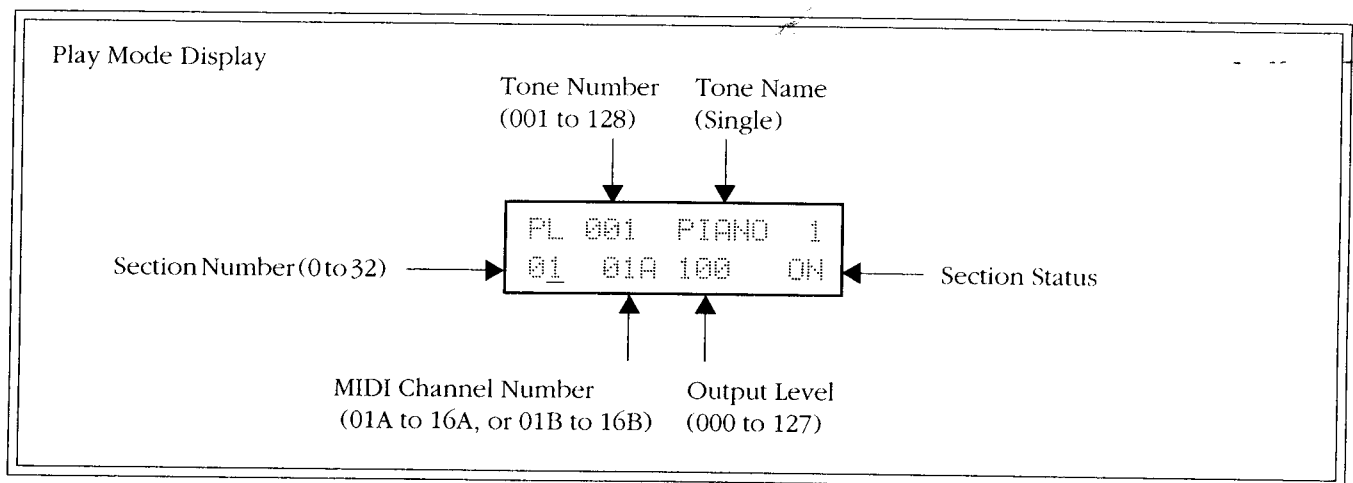 Play Mode Display
Tone Number
(001 to 128)
Tone Name
(Single)
PL 001 PIANO 1
Section Number (0 to 32)
01 01A 100 ON
Section Status
MIDI Channel Number
(01A to 16A, or 01B to 16B)
Output Level
(000 to 127)